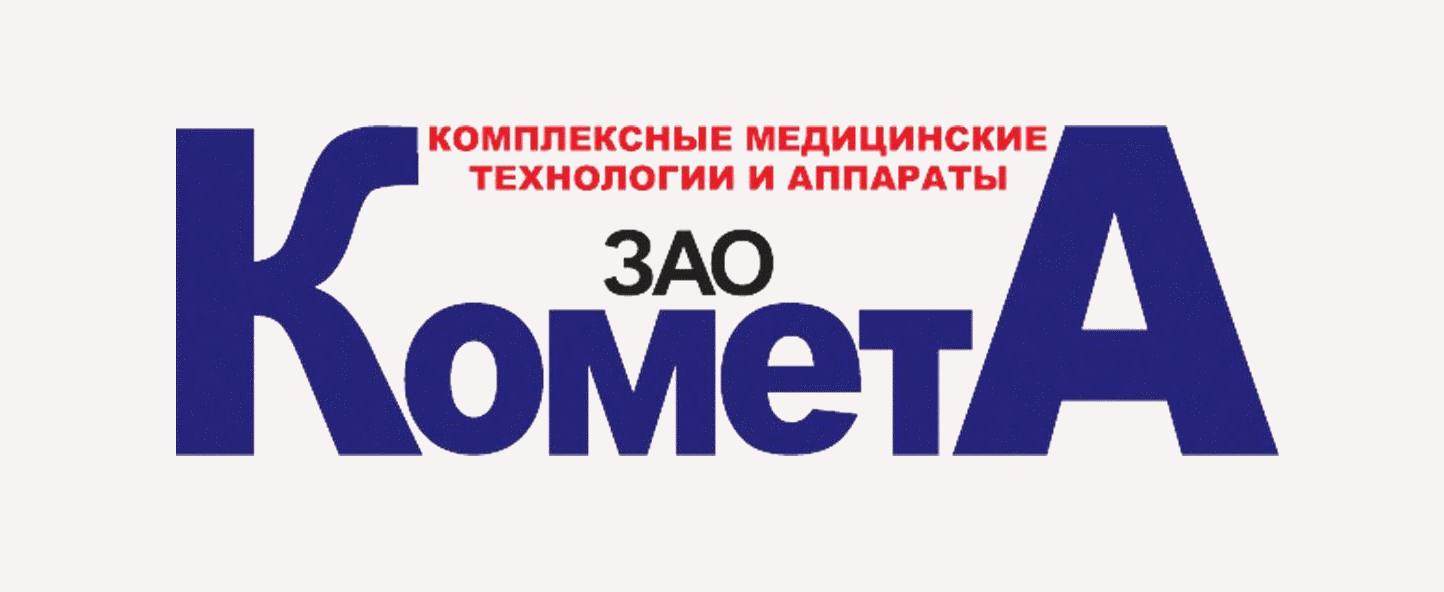 КОМПЛЕКСНЫЕ МЕДИЦИНСКИЕ
ТЕХНОЛОГИИ И АППАРАТЫ
ЗАО
КометА